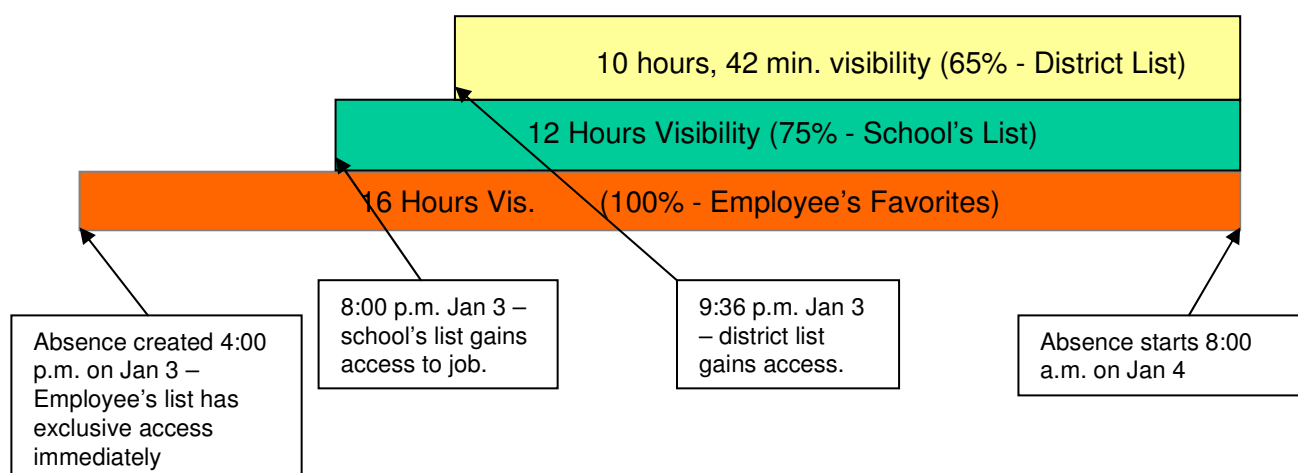 10 hours, 42 min. visibility (65% - District List)
12 Hours Visibility (75% - School's List)
16 Hours Vis. (100% - Employee's Favorites)
Absence created 4:00
p.m. on Jan 3 –
Employee's list has
exclusive access
immediately
8:00 p.m. Jan 3 –
school's list gains
access to job.
9:36 p.m. Jan 3
– district list
gains access.
Absence starts 8:00
a.m. on Jan 4